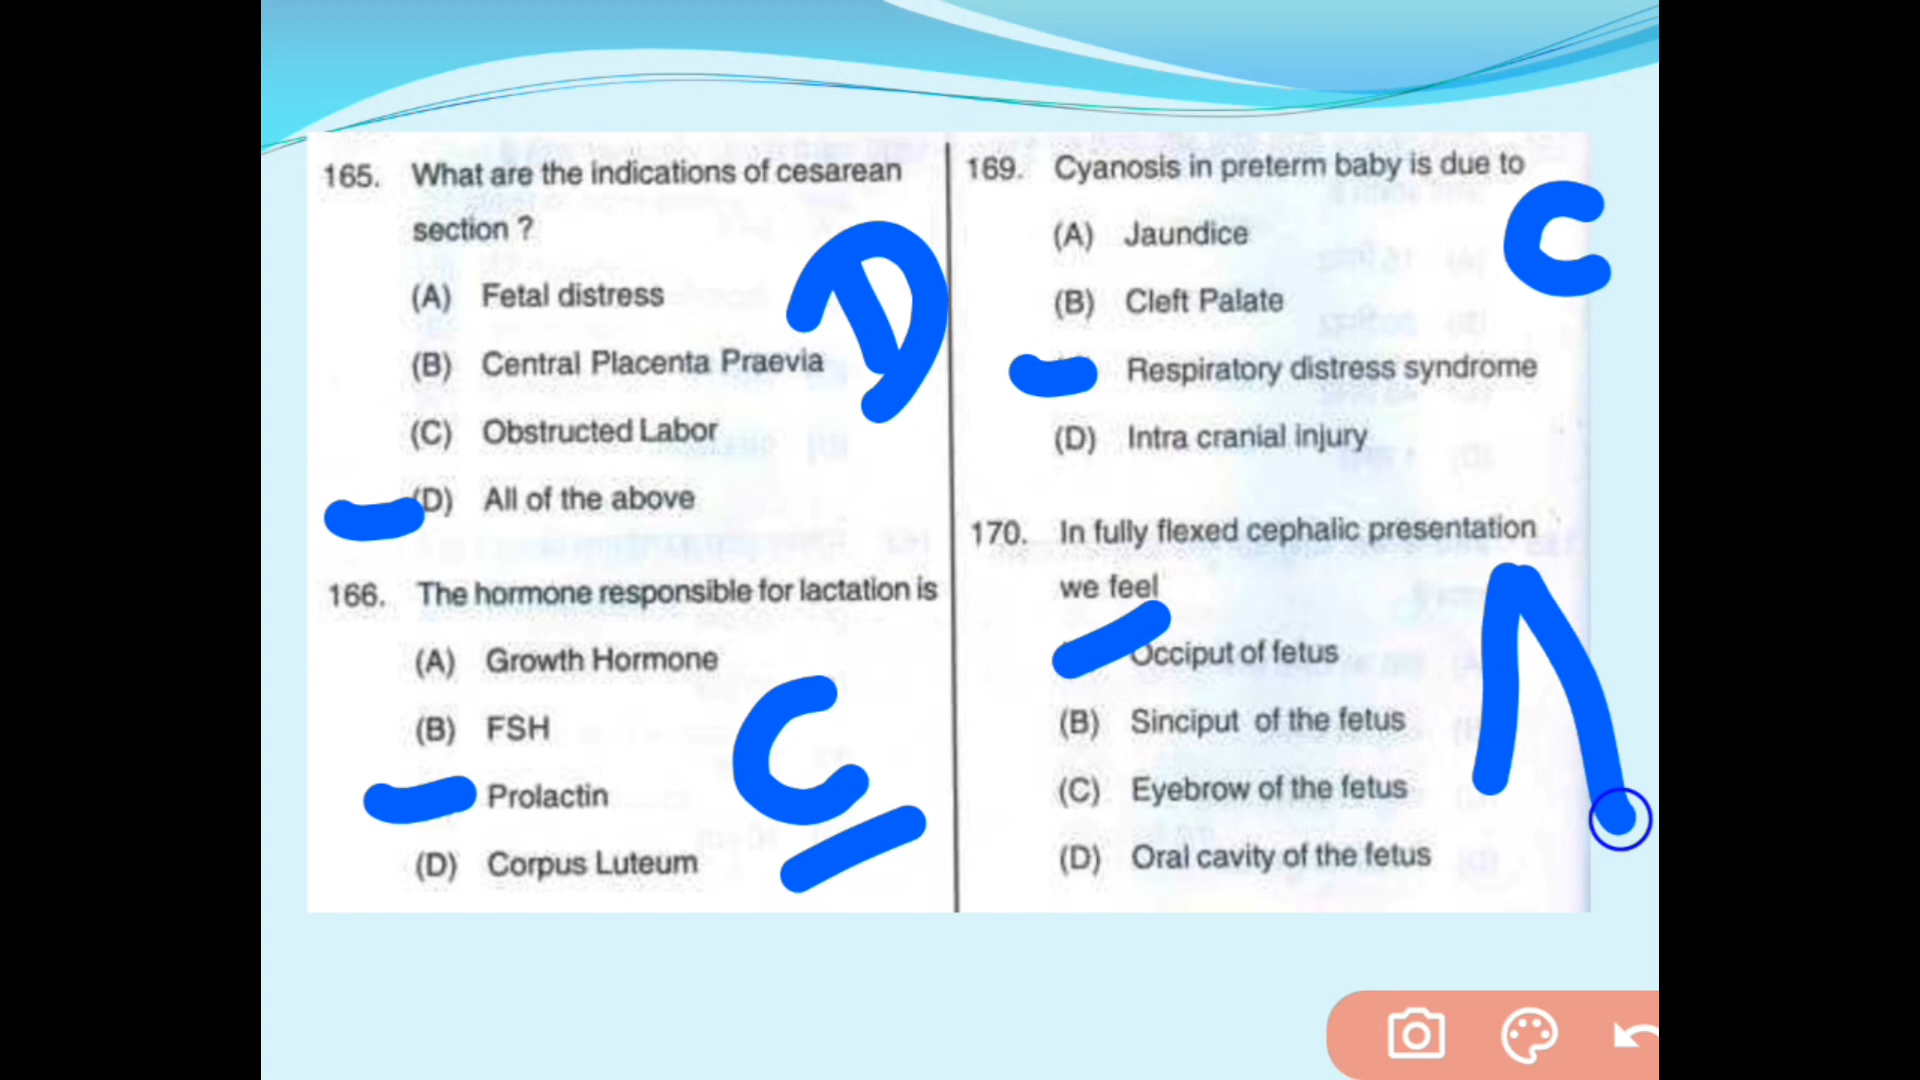 165. What are the indications of cesarean
section ?
(A) Fetal distress
(B) Central Placenta Praevia
(C) Obstructed Labor
(D) All of the above
D
166. The hormone responsible for lactation is
(A) Growth Hormone
(B) FSH
Prolactin
(D) Corpus Luteum
C
169. Cyanosis in preterm baby is due to
(A) Jaundice
(B) Cleft Palate
Respiratory distress syndrome
(D) Intra cranial injury
C
170. In fully flexed cephalic presentation
we feel
Occiput of fetus
(B) Sinciput of the fetus
(C) Eyebrow of the fetus
(D) Oral cavity of the fetus